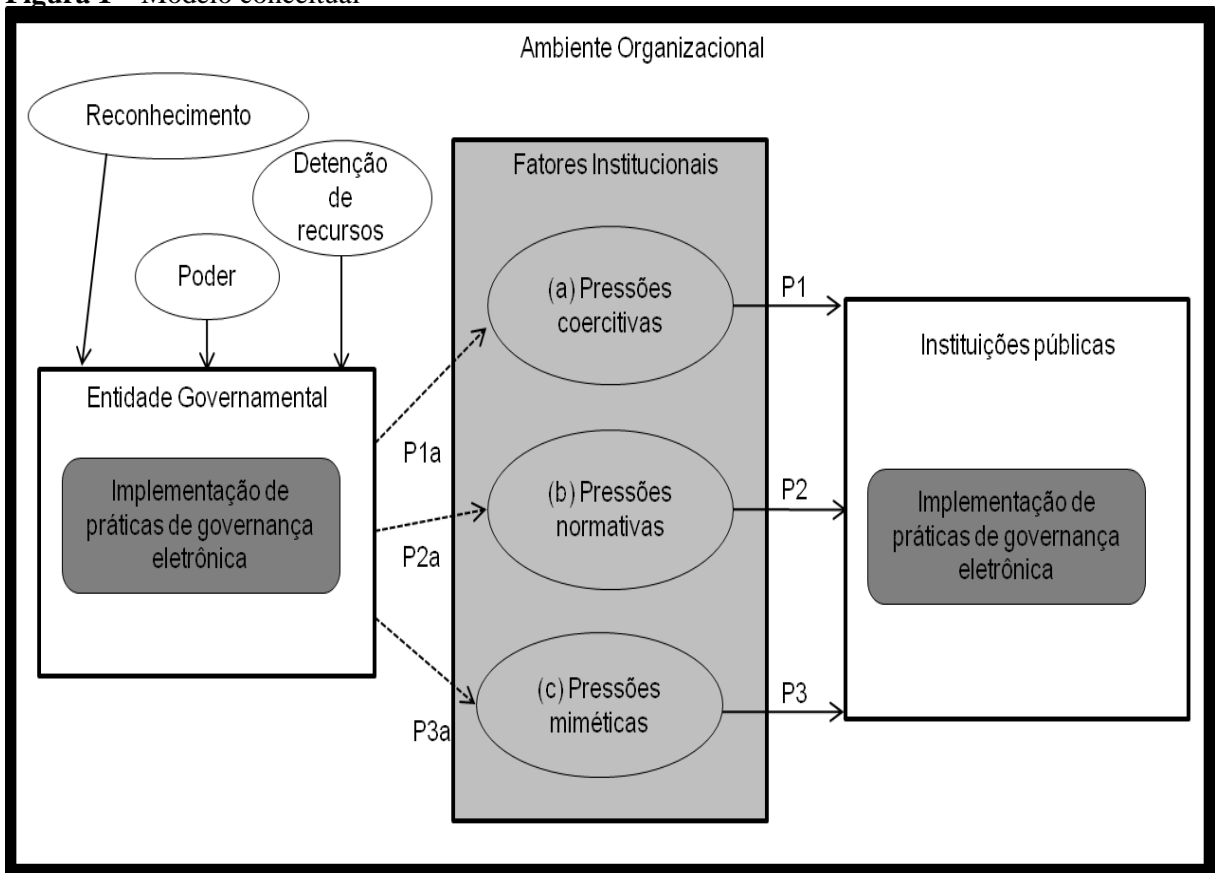 Figura 1 – Modelo conceitual
Ambiente Organizacional
Reconhecimento
Detenção
de
recursos
Poder
Entidade Governamental
Implementação de
práticas de governança
eletrônica
P1a
P2a
P3a
Fatores Institucionais
(a) Pressões
coercitivas
(b) Pressões
normativas
(c) Pressões
miméticas
P1
P2
P3
Instituições públicas
Implementação de
práticas de governança
eletrônica